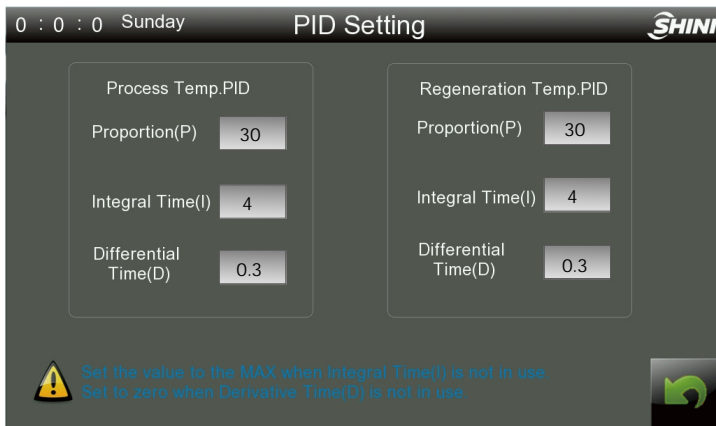 0 : 0 : 0 Sunday PID Setting SHINI
Process Temp.PID
Proportion(P) 30
Integral Time(I) 4
Differential
Time(D) 0.3
Regeneration Temp.PID
Proportion(P) 30
Integral Time(I) 4
Differential
Time(D) 0.3
Set the value to the MAX when Integral Time(I) is not in use.
Set to zero when Derivative Time(D) is not in use.